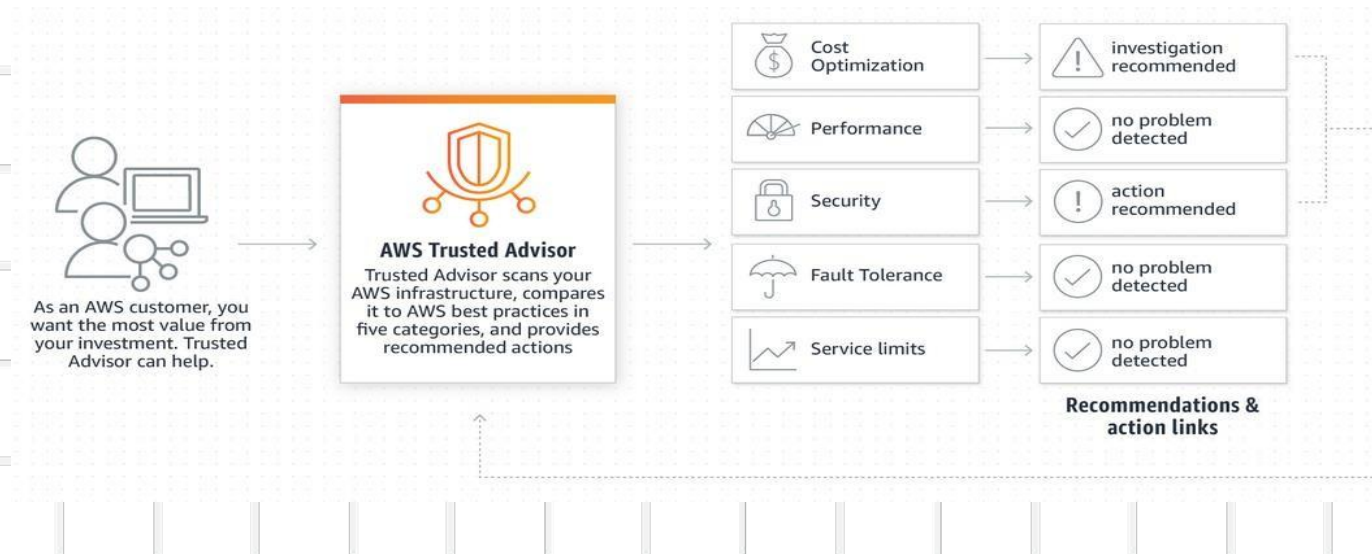 As an AWS customer, you
want the most value from
your investment. Trusted
Advisor can help.
AWS Trusted Advisor
Trusted Advisor scans your
AWS infrastructure, compares
it to AWS best practices in
five categories, and provides
recommended actions
Cost
Optimization
investigation
recommended
Performance
no problem
detected
Security
action
recommended
Fault Tolerance
no problem
detected
Service limits
no problem
detected
Recommendations &
action links